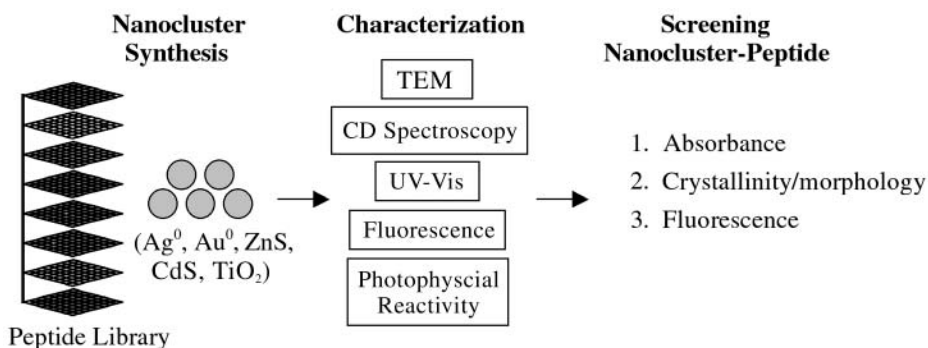 Nanocluster
Synthesis
Characterization
Screening
Nanocluster-Peptide
TEM
CD Spectroscopy
UV-Vis
Fluorescence
Photophyscial
Reactivity
1. Absorbance
2. Crystallinity/morphology
3. Fluorescence
(Ag⁰, Au⁰, ZnS,
CdS, TiO₂)
Peptide Library